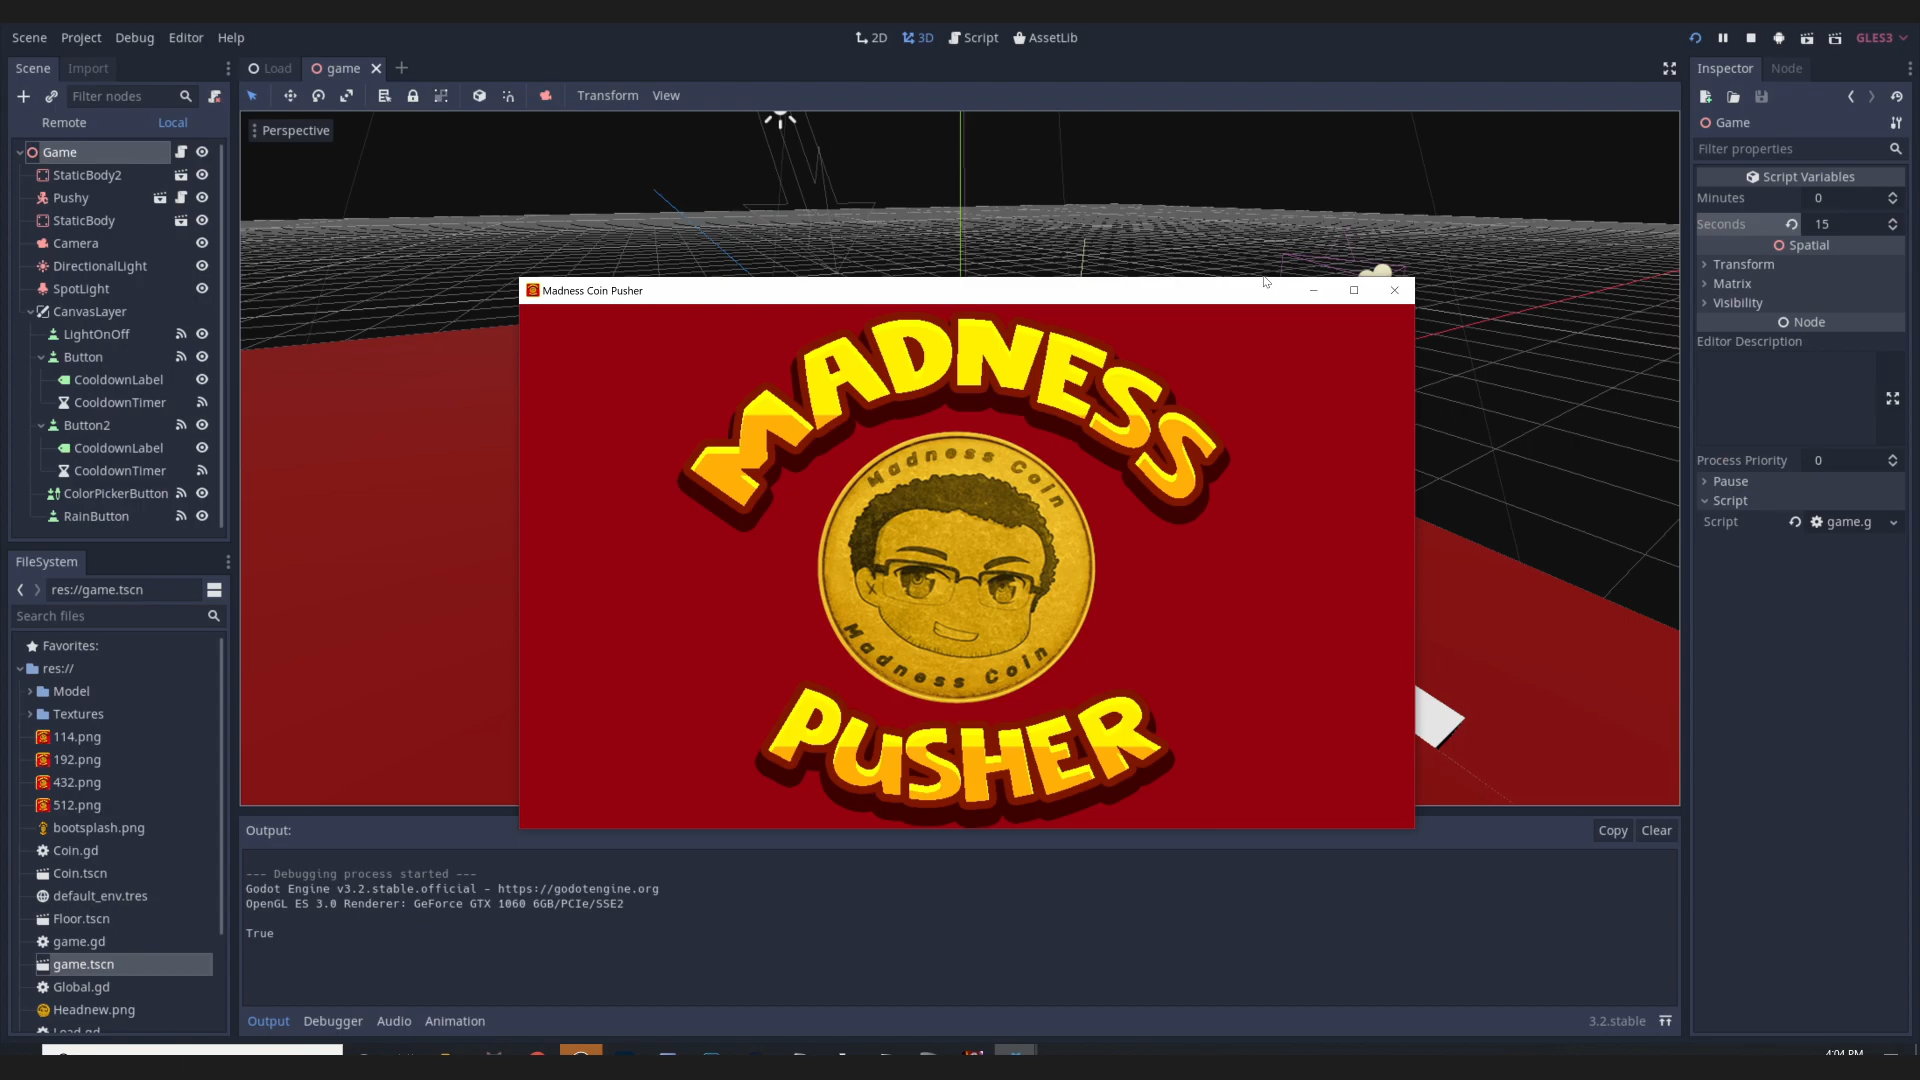 Scene Project Debug Editor Help
2D 3D Script AssetLib
GLES3
Scene Import
Load game
Inspector Node
Filter nodes
Transform View
Remote Local
Perspective
Game
StaticBody2
Pushy
StaticBody
Camera
DirectionalLight
SpotLight
CanvasLayer
LightOnOff
Button
CooldownLabel
CooldownTimer
Button2
CooldownLabel
CooldownTimer
ColorPickerButton
RainButton
FileSystem
res://game.tscn
Search files
Favorites:
res://
Model
Textures
114.png
192.png
432.png
512.png
bootsplash.png
Coin.gd
Coin.tscn
default_env.tres
Floor.tscn
game.gd
game.tscn
Global.gd
Headnew.png
Load.gd
Madness Coin Pusher
MADNESS
Madness Coin
Madness Coin
PUSHER
Output:
Copy Clear
--- Debugging process started ---
Godot Engine v3.2.stable.official - https://godotengine.org
OpenGL ES 3.0 Renderer: GeForce GTX 1060 6GB/PCIe/SSE2
True
Output Debugger Audio Animation
3.2.stable
Game
Filter properties
Script Variables
Minutes 0
Seconds 15
Spatial
Transform
Matrix
Visibility
Node
Editor Description
Process Priority 0
Pause
Script
Script game.g
4:04 PM